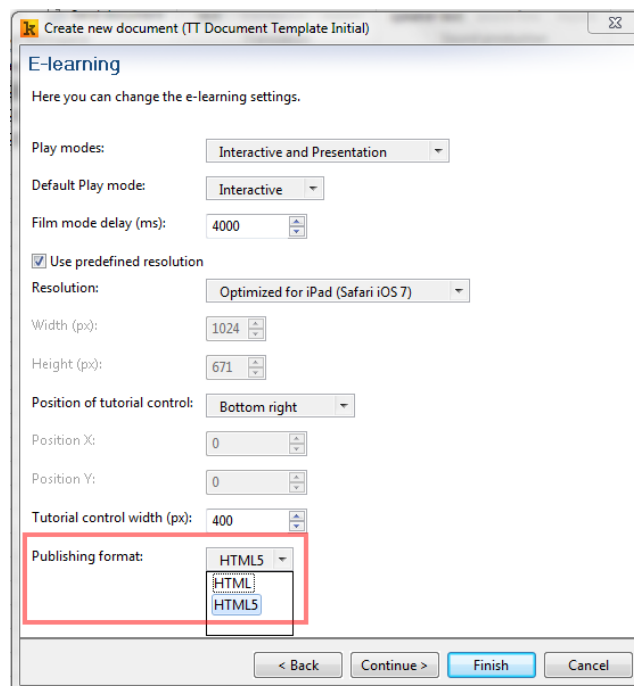 Create new document (TT Document Template Initial)
E-learning
Here you can change the e-learning settings.
Play modes: Interactive and Presentation
Default Play mode: Interactive
Film mode delay (ms): 4000
Use predefined resolution
Resolution: Optimized for iPad (Safari iOS 7)
Width (px): 1024
Height (px): 671
Position of tutorial control: Bottom right
Position X: 0
Position Y: 0
Tutorial control width (px): 400
Publishing format: HTML5
HTML
HTML5
< Back Continue > Finish Cancel